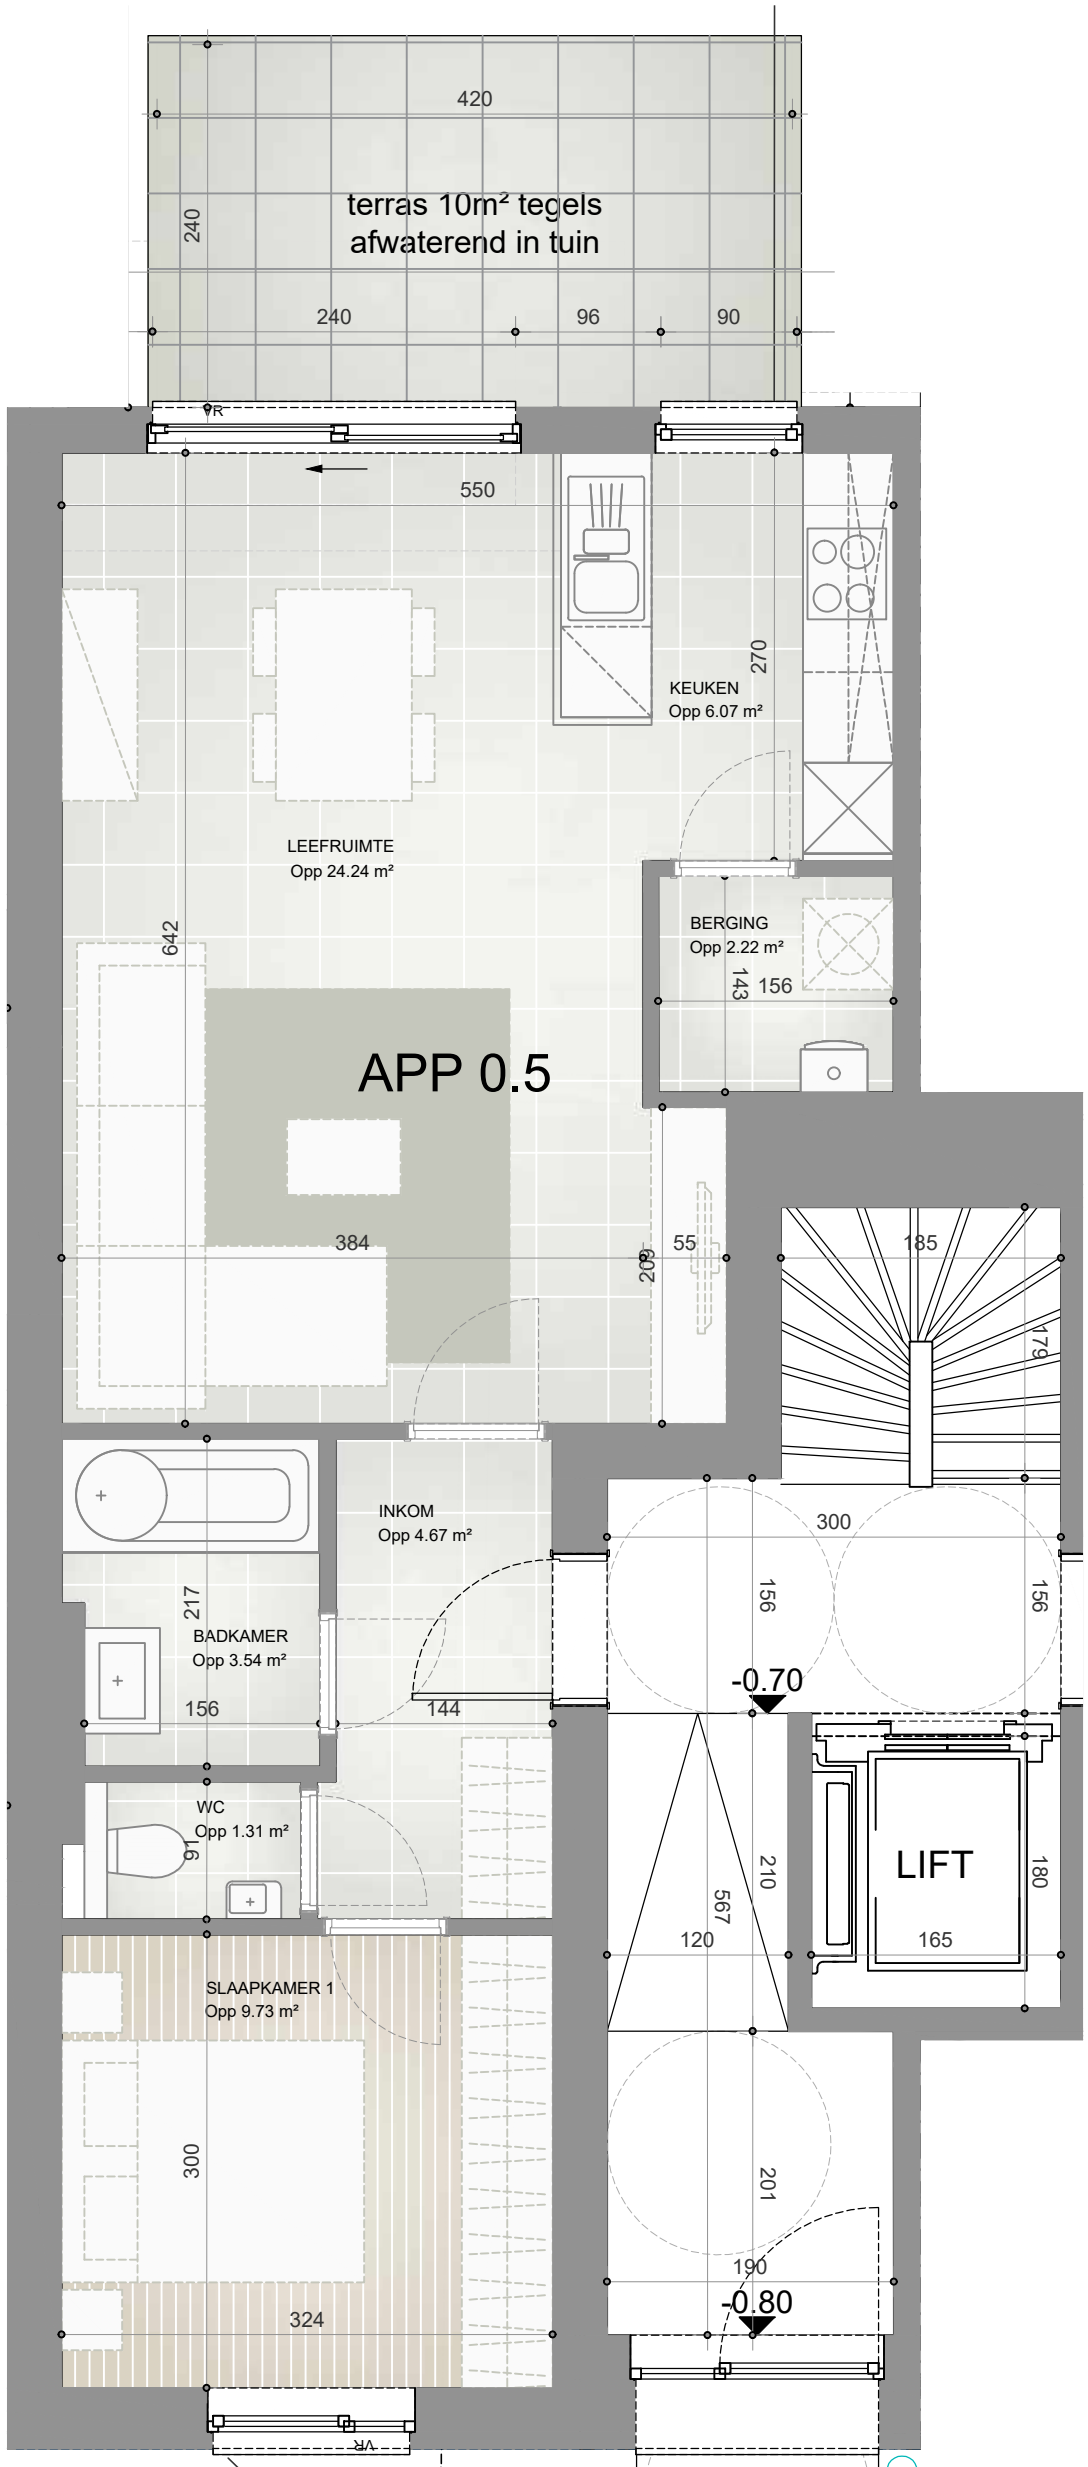 420
240
terras 10m² tegels
afwaterend in tuin
240
96
90
VR
550
270
KEUKEN
Opp 6.07 m²
LEEFRUIMTE
Opp 24.24 m²
642
BERGING
Opp 2.22 m²
143
156
APP 0.5
384
209
55
185
179
INKOM
Opp 4.67 m²
300
217
156
156
BADKAMER
Opp 3.54 m²
156
144
-0.70
WC
Opp 1.31 m²
91
LIFT
210
567
180
120
165
SLAAPKAMER 1
Opp 9.73 m²
300
201
190
-0.80
324
VR